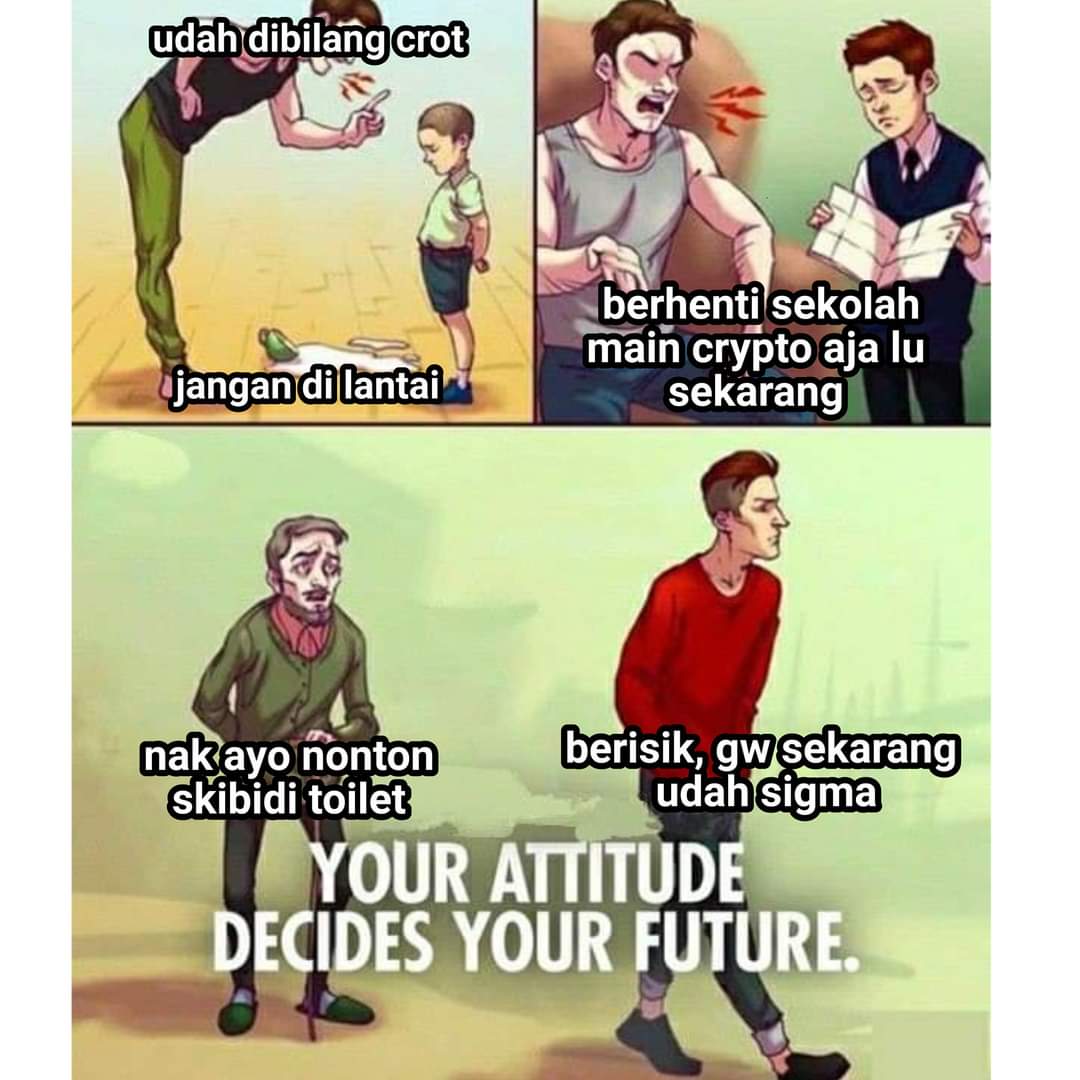 udah dibilang crot
jangan di lantai
berhenti sekolah
main crypto aja lu
sekarang
nak ayo nonton
skibidi toilet
berisik, gw sekarang
udah sigma
YOUR ATTITUDE
DECIDES YOUR FUTURE.